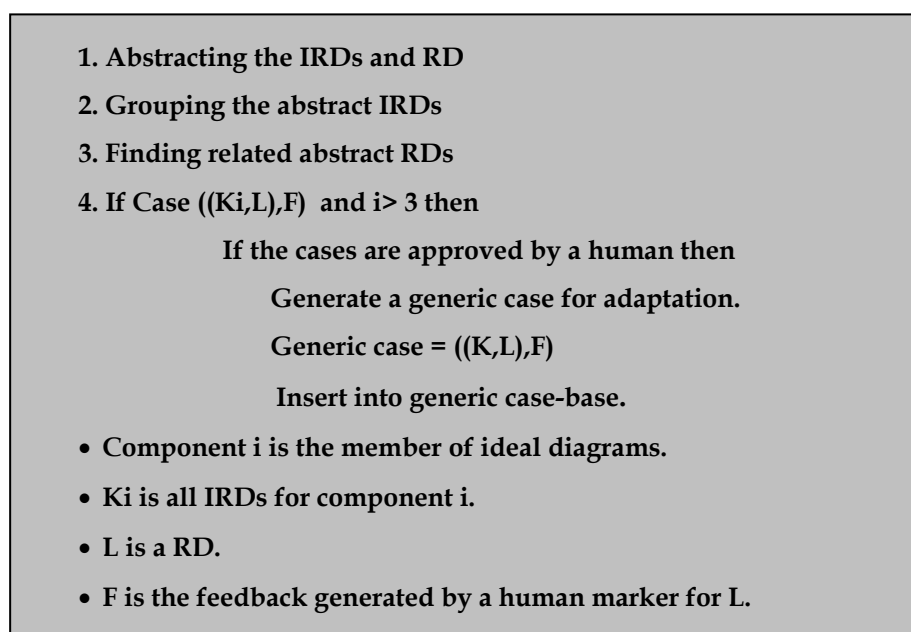 1. Abstracting the IRDs and RD
2. Grouping the abstract IRDs
3. Finding related abstract RDs
4. If Case ((Ki,L),F)  and i> 3 then
If the cases are approved by a human then
Generate a generic case for adaptation.
Generic case = ((K,L),F)
Insert into generic case-base.
• Component i is the member of ideal diagrams.
• Ki is all IRDs for component i.
• L is a RD.
• F is the feedback generated by a human marker for L.